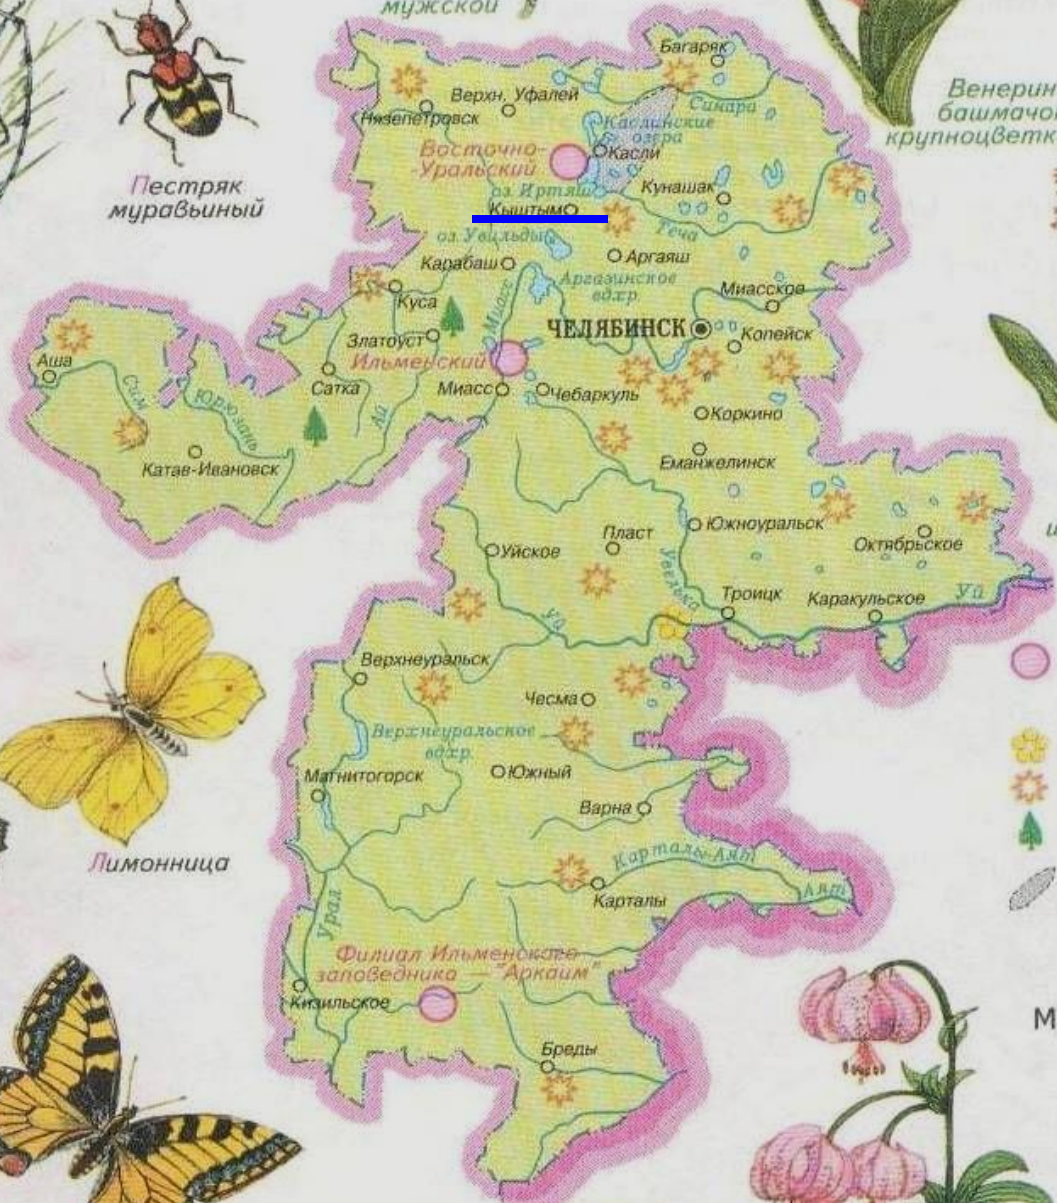 мужской
Багаряк
Венерин
башмачо
крупноцветк
Верхн. Уфалей
Синара
Нязепетровск
Каслинские
озёра
Восточно-
-Уральский
Касли
Пестряк
муравьиный
оз. Иртяш
Кунашак
Кыштым
Теча
оз. Увильды
Аргаяш
Карабаш
Аргазинское
вдхр.
Миасское
Куса
Миасс
ЧЕЛЯБИНСК
Копейск
Златоуст
Ильменский
Аша
Сатка
Миасс
Чебаркуль
Сим
Юрюзань
Ай
Коркино
Катав-Ивановск
Еманжелинск
Южноуральск
Пласт
Октябрьское
Уйское
Увелька
Троицк
Каракульское
Уй
Уй
Верхнеуральск
Чесма
Верхнеуральское
вдхр.
Магнитогорск
Южный
Варна
Лимонница
Карталы-Аят
Аят
Карталы
Урал
Филиал Ильменского
заповедника — "Аркаим"
Кизильское
М
Бреды